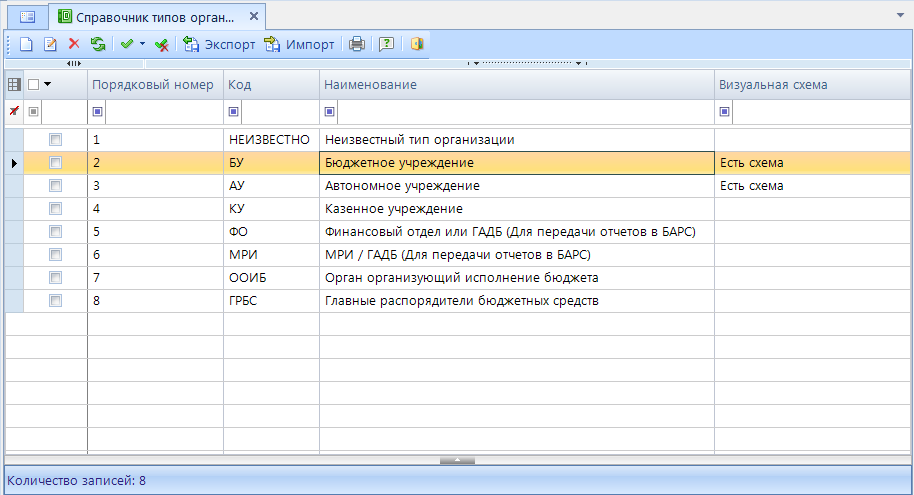 Справочник типов орган...
Экспорт Импорт
Порядковый номер Код Наименование Визуальная схема
1 НЕИЗВЕСТНО Неизвестный тип организации
2 БУ Бюджетное учреждение Есть схема
3 АУ Автономное учреждение Есть схема
4 КУ Казенное учреждение
5 ФО Финансовый отдел или ГАДБ (Для передачи отчетов в БАРС)
6 МРИ МРИ / ГАДБ (Для передачи отчетов в БАРС)
7 ООИБ Орган организующий исполнение бюджета
8 ГРБС Главные распорядители бюджетных средств
Количество записей: 8